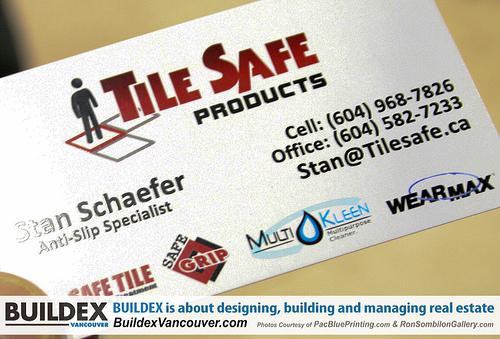 TILE SAFE
PRODUCTS
Cell: (604) 968-7826
Office: (604) 582-7233
Stan@Tilesafe.ca
Stan Schaefer
Anti-Slip Specialist
SAFE TILE
SAFE
GRIP
MULTI KLEEN
Multipurpose
Cleaner.
WEARMAX
BUILDEX
VANCOUVER
BUILDEX is about designing, building and managing real estate
BuildexVancouver.com
Photos Courtesy of PacBluePrinting.com & RonSombilonGallery.com